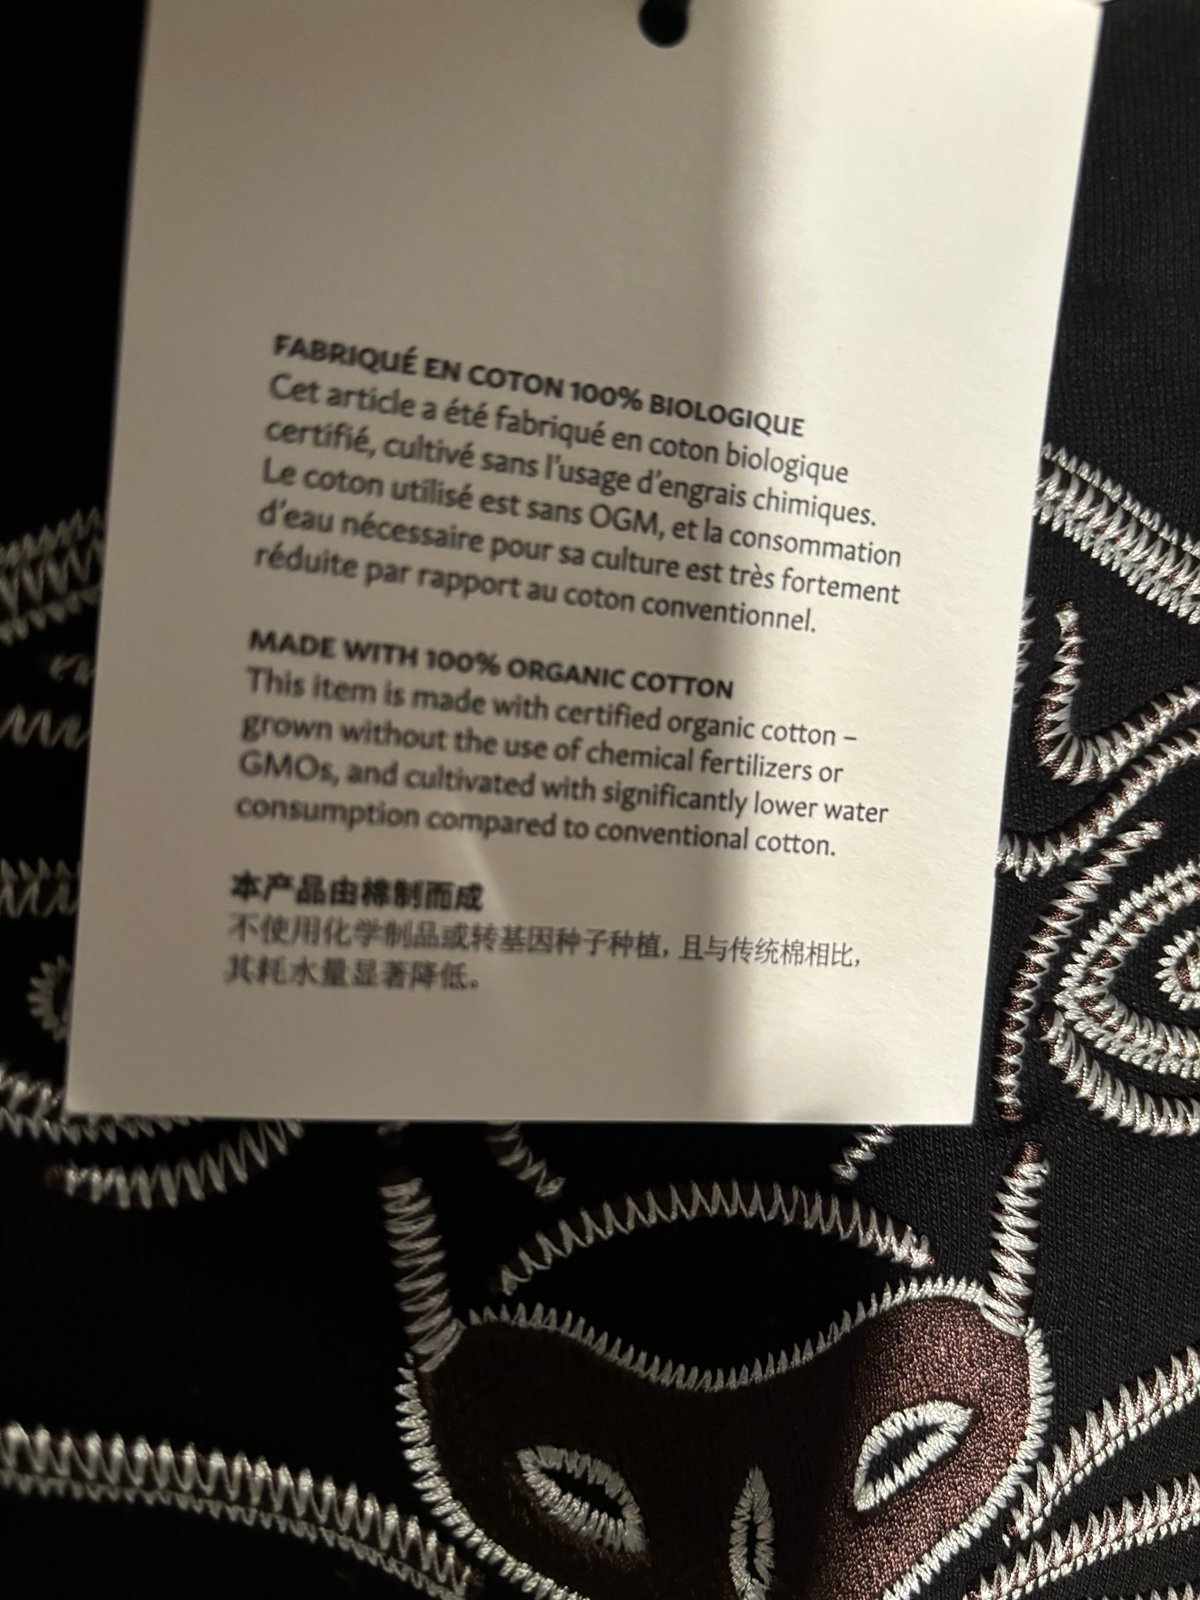 FABRIQUÉ EN COTON 100% BIOLOGIQUE
Cet article a été fabriqué en coton biologique
certifié, cultivé sans l'usage d'engrais chimiques.
Le coton utilisé est sans OGM, et la consommation
d'eau nécessaire pour sa culture est très fortement
réduite par rapport au coton conventionnel.
MADE WITH 100% ORGANIC COTTON
This item is made with certified organic cotton –
grown without the use of chemical fertilizers or
GMOs, and cultivated with significantly lower water
consumption compared to conventional cotton.
本产品由棉制而成
不使用化学制品或转基因种子种植, 且与传统棉相比,
其耗水量显著降低。